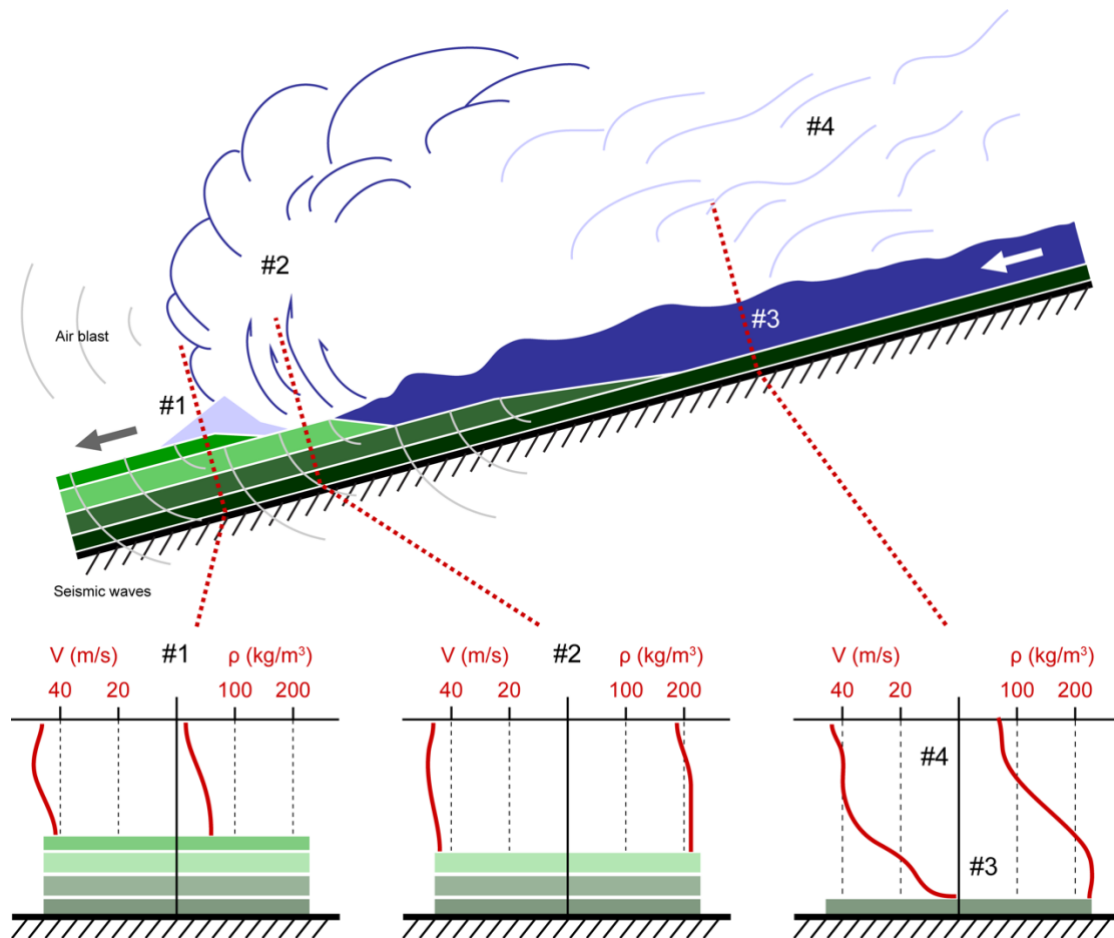 #4
#2
Air blast
#3
#1
Seismic waves
V (m/s) #1 ρ (kg/m³)
40 20 100 200
V (m/s) #2 ρ (kg/m³)
40 20 100 200
V (m/s) ρ (kg/m³)
40 20 100 200
#4
#3